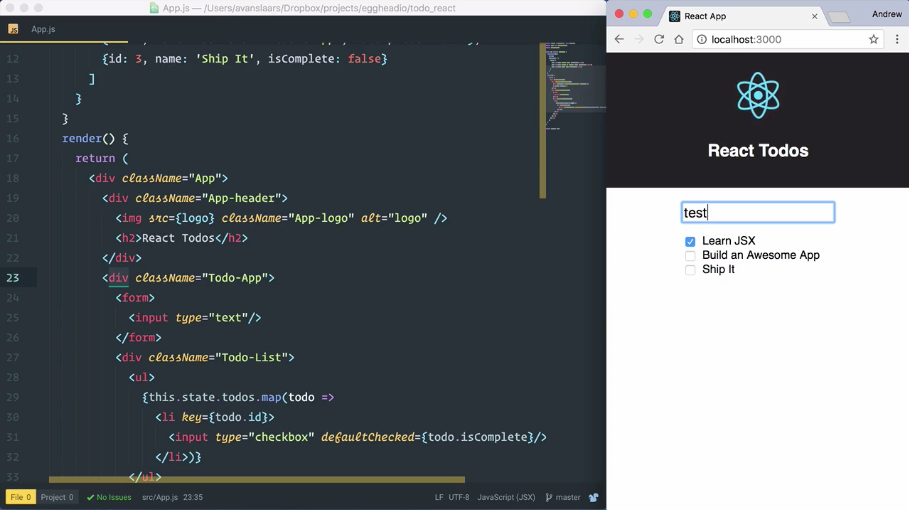 App.js — /Users/avanslaars/Dropbox/projects/eggheadio/todo_react
App.js
12 {id: 3, name: 'Ship It', isComplete: false}
13 ]
14 }
15 }
16 render() {
17 return (
18 <div className="App">
19 <div className="App-header">
20 <img src={logo} className="App-logo" alt="logo" />
21 <h2>React Todos</h2>
22 </div>
23 <div className="Todo-App">
24 <form>
25 <input type="text"/>
26 </form>
27 <div className="Todo-List">
28 <ul>
29 {this.state.todos.map(todo =>
30 <li key={todo.id}>
31 <input type="checkbox" defaultChecked={todo.isComplete}/>
32 </li>)}
33 </ul>
File 0 Project 0 No Issues src/App.js 23:35 LF UTF-8 JavaScript (JSX) master
React App Andrew
localhost:3000
React Todos
test
Learn JSX
Build an Awesome App
Ship It